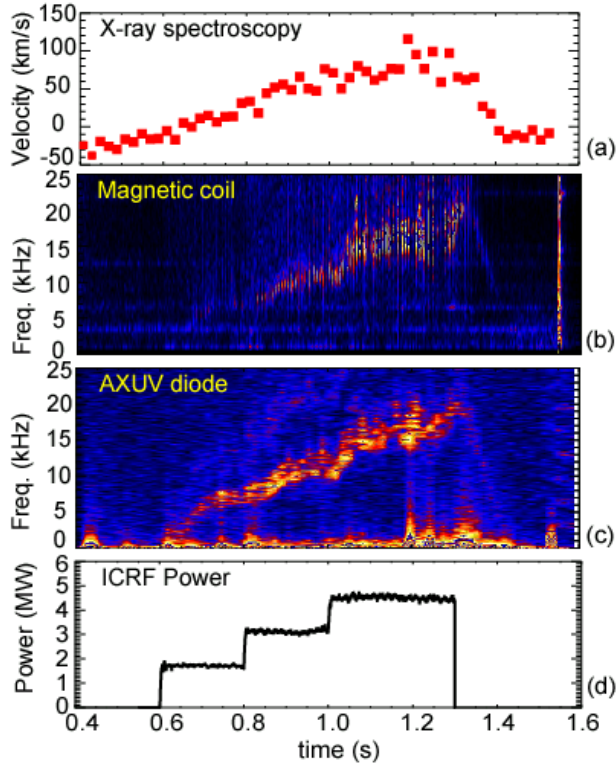 X-ray spectroscopy
Velocity (km/s)
150
100
50
0
-50
(a)
Magnetic coil
Freq. (kHz)
25
20
15
10
5
0
(b)
AXUV diode
Freq. (kHz)
25
20
15
10
5
0
(c)
ICRF Power
Power (MW)
6
5
4
3
2
1
0
(d)
0.4 0.6 0.8 1.0 1.2 1.4 1.6
time (s)